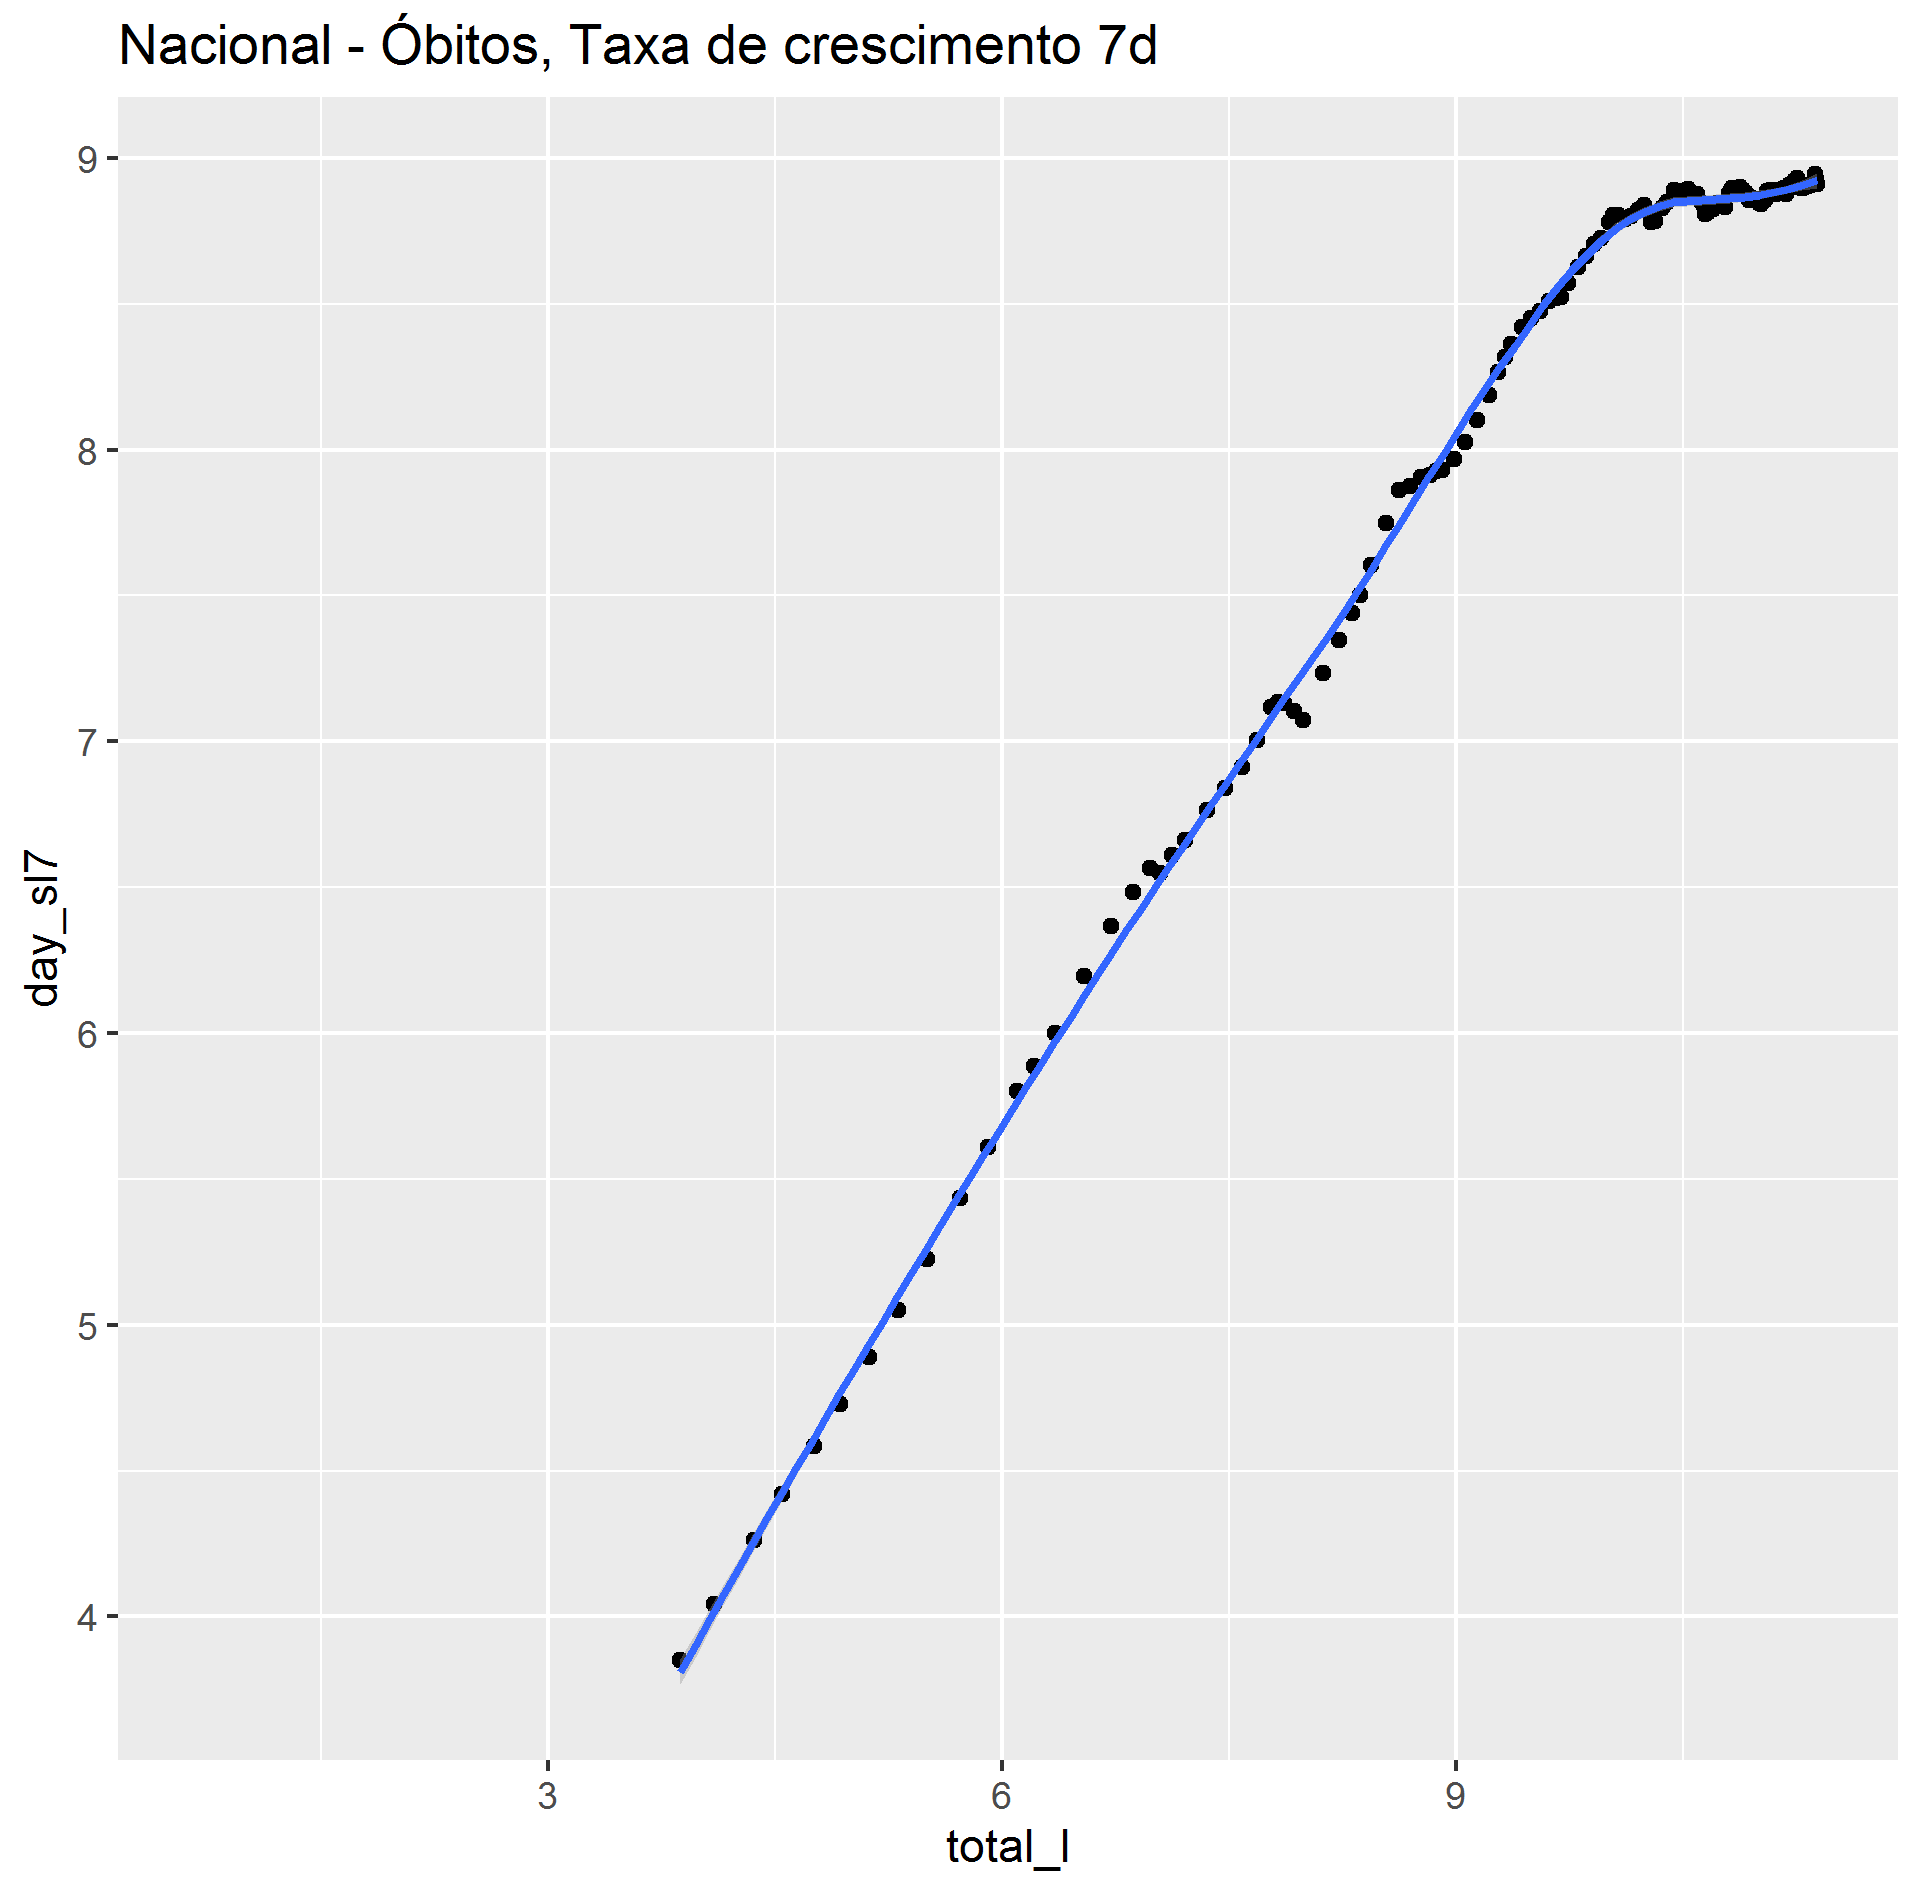 Nacional - Óbitos, Taxa de crescimento 7d
9
8
7
6
5
4
day_sl7
3 6 9
total_l